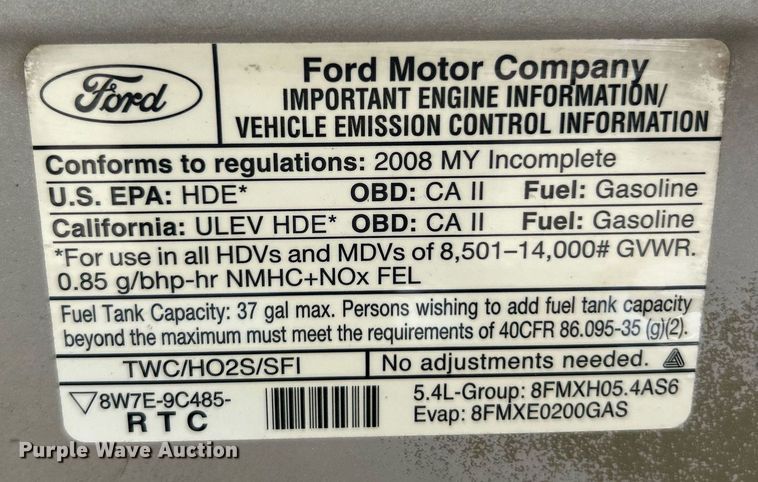 Ford
Ford Motor Company
IMPORTANT ENGINE INFORMATION/
VEHICLE EMISSION CONTROL INFORMATION
Conforms to regulations: 2008 MY Incomplete
U.S. EPA: HDE* OBD: CA II Fuel: Gasoline
California: ULEV HDE* OBD: CA II Fuel: Gasoline
*For use in all HDVs and MDVs of 8,501–14,000# GVWR.
0.85 g/bhp-hr NMHC+NOx FEL
Fuel Tank Capacity: 37 gal max. Persons wishing to add fuel tank capacity
beyond the maximum must meet the requirements of 40CFR 86.095-35 (g)(2).
TWC/HO2S/SFI No adjustments needed.
8W7E-9C485-
R T C
5.4L-Group: 8FMXH05.4AS6
Evap: 8FMXE0200GAS
Purple Wave Auction